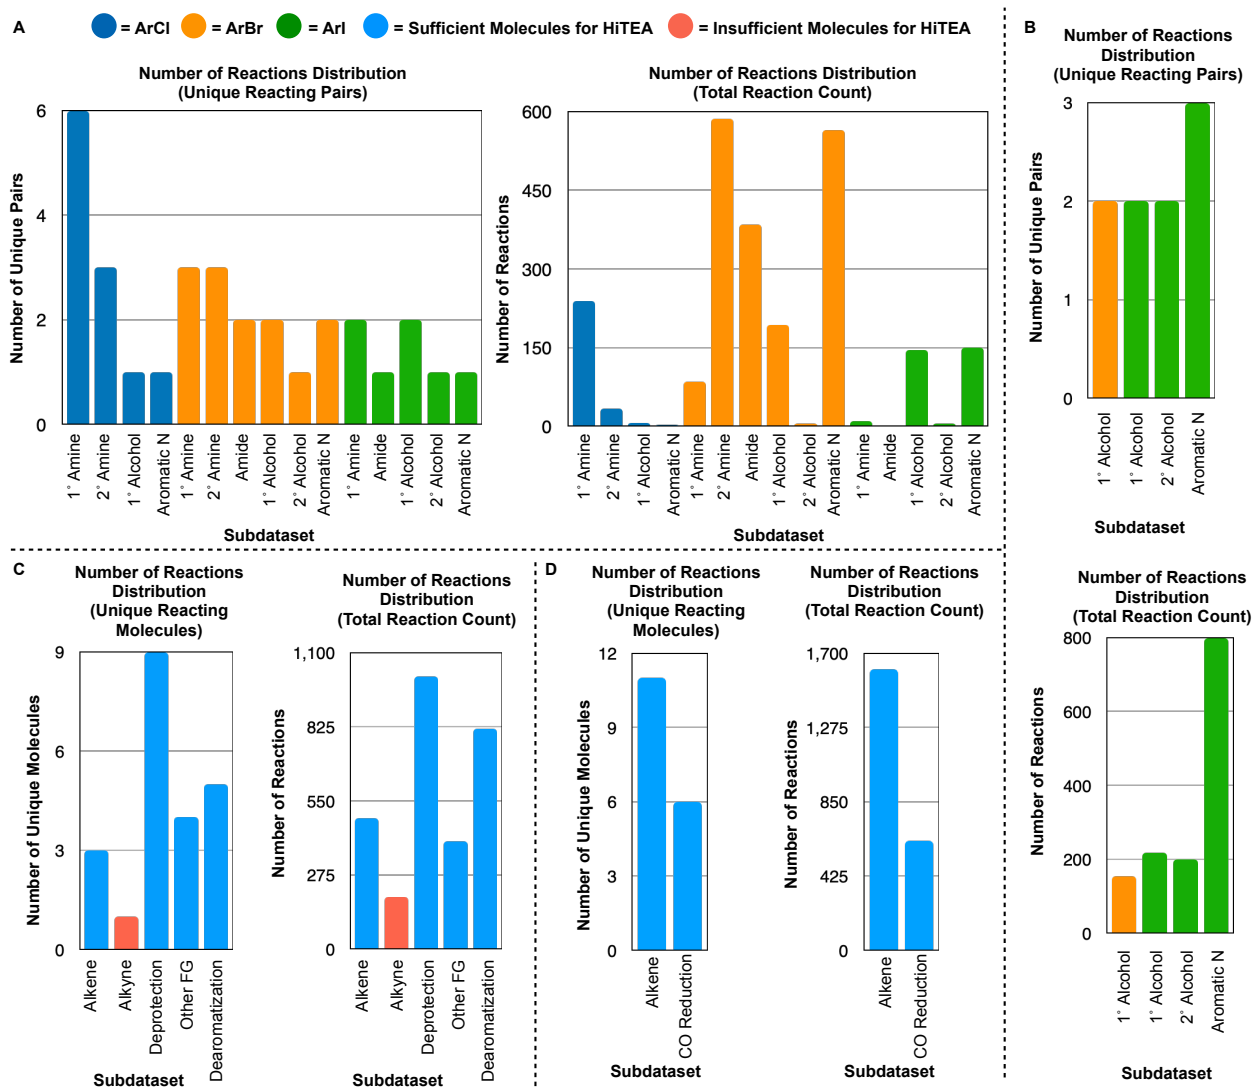 A
= ArCl = ArBr = ArI = Sufficient Molecules for HiTEA = Insufficient Molecules for HiTEA
Number of Reactions Distribution
(Unique Reacting Pairs)
Number of Unique Pairs
6
4
2
0
1˚ Amine
2˚ Amine
1˚ Alcohol
Aromatic N
1˚ Amine
2˚ Amine
Amide
1˚ Alcohol
2˚ Alcohol
Aromatic N
1˚ Amine
Amide
1˚ Alcohol
2˚ Alcohol
Aromatic N
Subdataset
Number of Reactions Distribution
(Total Reaction Count)
Number of Reactions
600
450
300
150
0
1˚ Amine
2˚ Amine
1˚ Alcohol
Aromatic N
1˚ Amine
2˚ Amine
Amide
1˚ Alcohol
2˚ Alcohol
Aromatic N
1˚ Amine
Amide
1˚ Alcohol
2˚ Alcohol
Aromatic N
Subdataset
B
Number of Reactions
Distribution
(Unique Reacting Pairs)
Number of Unique Pairs
3
2
1
0
1˚ Alcohol
1˚ Alcohol
2˚ Alcohol
Aromatic N
Subdataset
Number of Reactions
Distribution
(Total Reaction Count)
Number of Reactions
800
600
400
200
0
1˚ Alcohol
1˚ Alcohol
2˚ Alcohol
Aromatic N
Subdataset
C
Number of Reactions
Distribution
(Unique Reacting
Molecules)
Number of Unique Molecules
9
6
3
0
Alkene
Alkyne
Deprotection
Other FG
Dearomatization
Subdataset
Number of Reactions
Distribution
(Total Reaction Count)
Number of Reactions
1,100
825
550
275
0
Alkene
Alkyne
Deprotection
Other FG
Dearomatization
Subdataset
D
Number of Reactions
Distribution
(Unique Reacting
Molecules)
Number of Unique Molecules
12
9
6
3
0
Alkene
CO Reduction
Subdataset
Number of Reactions
Distribution
(Total Reaction Count)
Number of Reactions
1,700
1,275
850
425
0
Alkene
CO Reduction
Subdataset